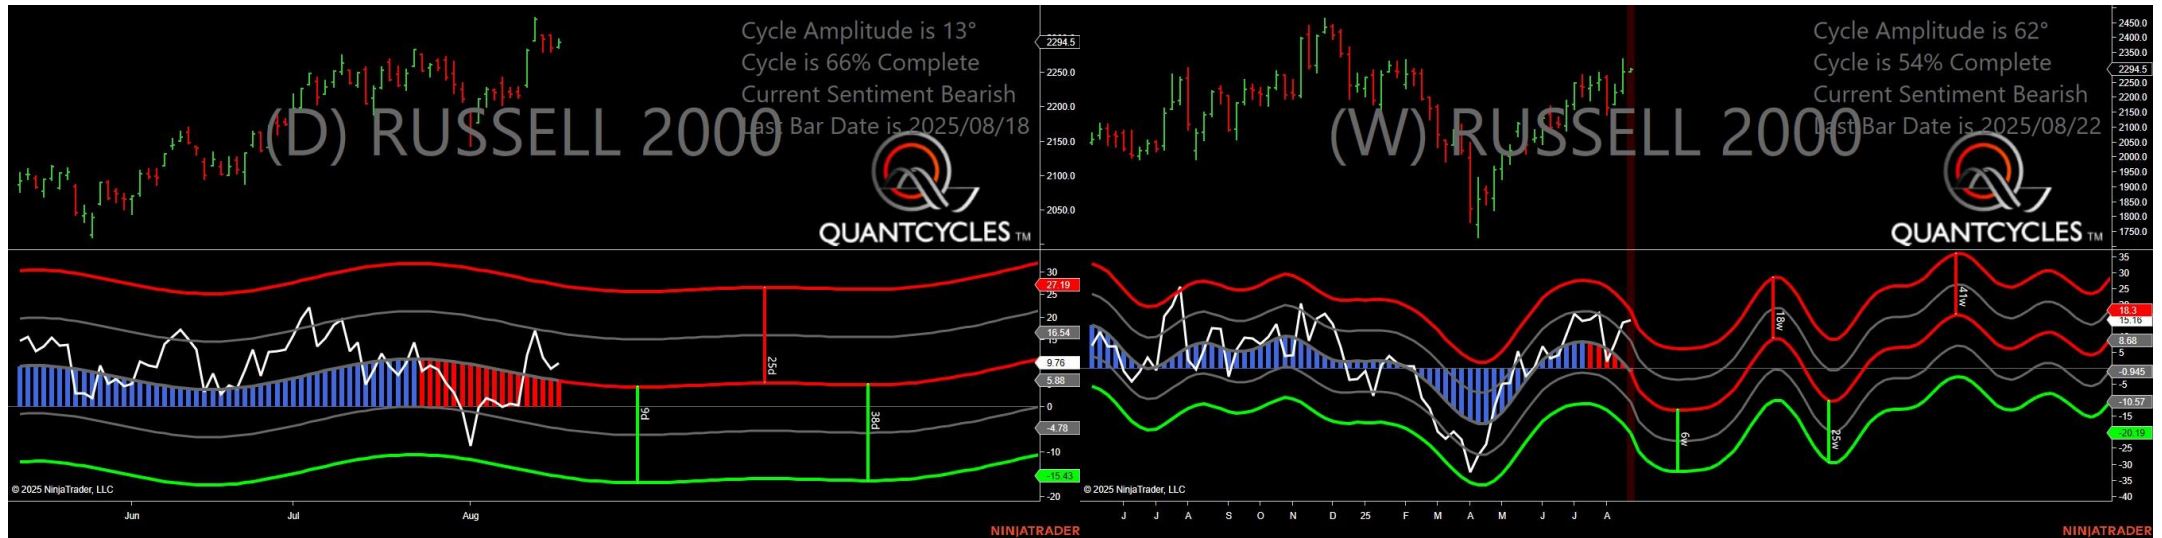 Cycle Amplitude is 13°
Cycle is 66% Complete
Current Sentiment Bearish
Last Bar Date is 2025/08/18
(D) RUSSELL 2000
QUANTCYCLES TM
2294.5
2250.0
2200.0
2150.0
2100.0
2050.0
30
27.19
25
20
16.54
15
9.76
5.88
0
-4.78
-10
-15.43
-20
25d
9d
38d
© 2025 NinjaTrader, LLC
Jun Jul Aug
NINJATRADER
Cycle Amplitude is 62°
Cycle is 54% Complete
Current Sentiment Bearish
Last Bar Date is 2025/08/22
(W) RUSSELL 2000
QUANTCYCLES TM
2450.0
2400.0
2350.0
2294.5
2250.0
2200.0
2150.0
2100.0
2050.0
2000.0
1950.0
1900.0
1850.0
1800.0
1750.0
35
30
25
18.3
15.16
8.68
5
-0.945
-5
-10.57
-15
-20.19
-25
-30
-35
-40
18w
41w
6w
25w
© 2025 NinjaTrader, LLC
J J A S O N D 25 F M A M J J A
NINJATRADER